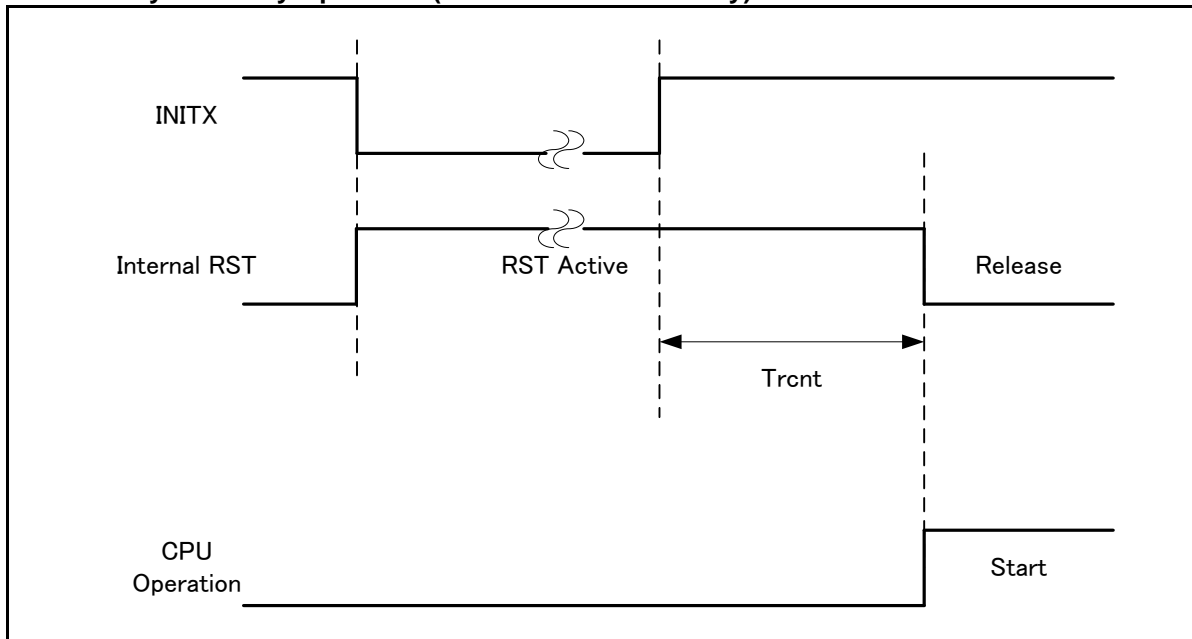 INITX
Internal RST
RST Active
Release
Trcnt
CPU
Operation
Start